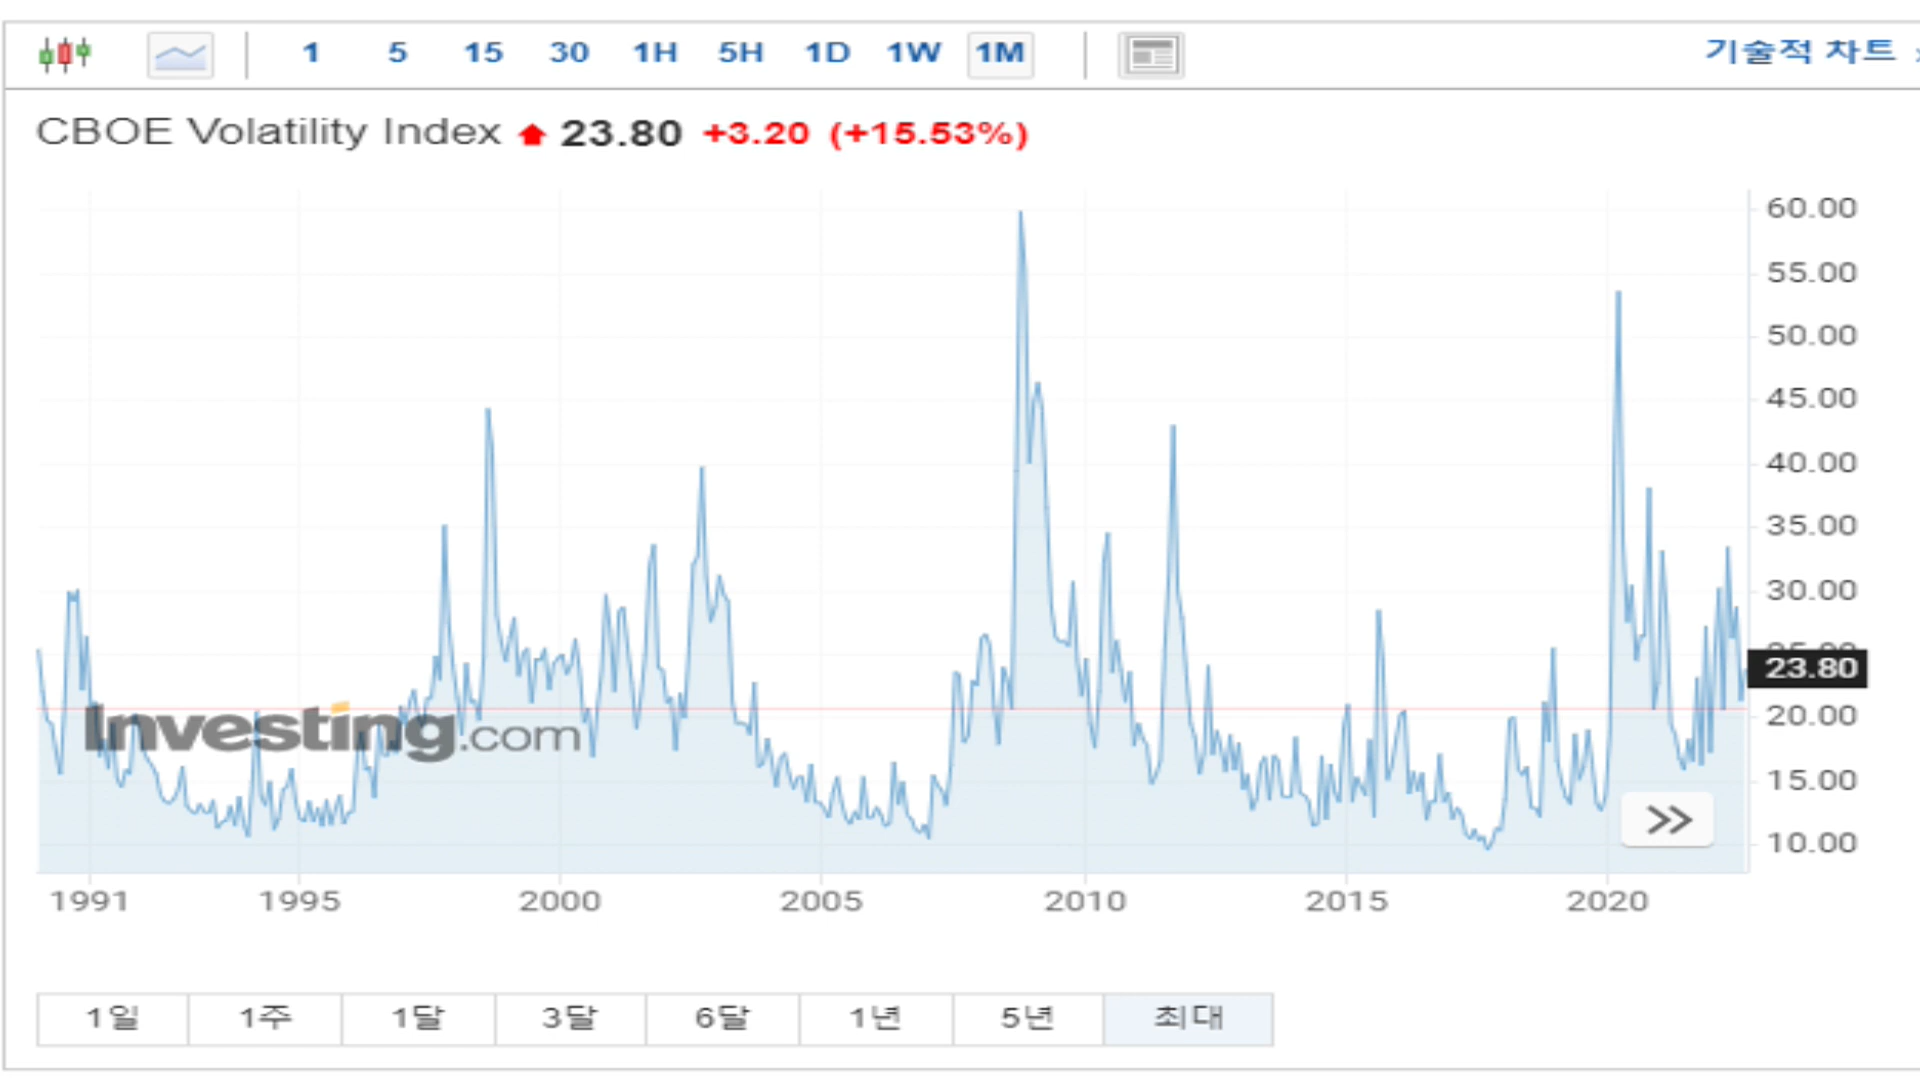 1 5 15 30 1H 5H 1D 1W 1M 기술적 차트
CBOE Volatility Index 23.80 +3.20 (+15.53%)
60.00
55.00
50.00
45.00
40.00
35.00
30.00
25.00
23.80
20.00
15.00
10.00
Investing.com
1991 1995 2000 2005 2010 2015 2020
1일 1주 1달 3달 6달 1년 5년 최대